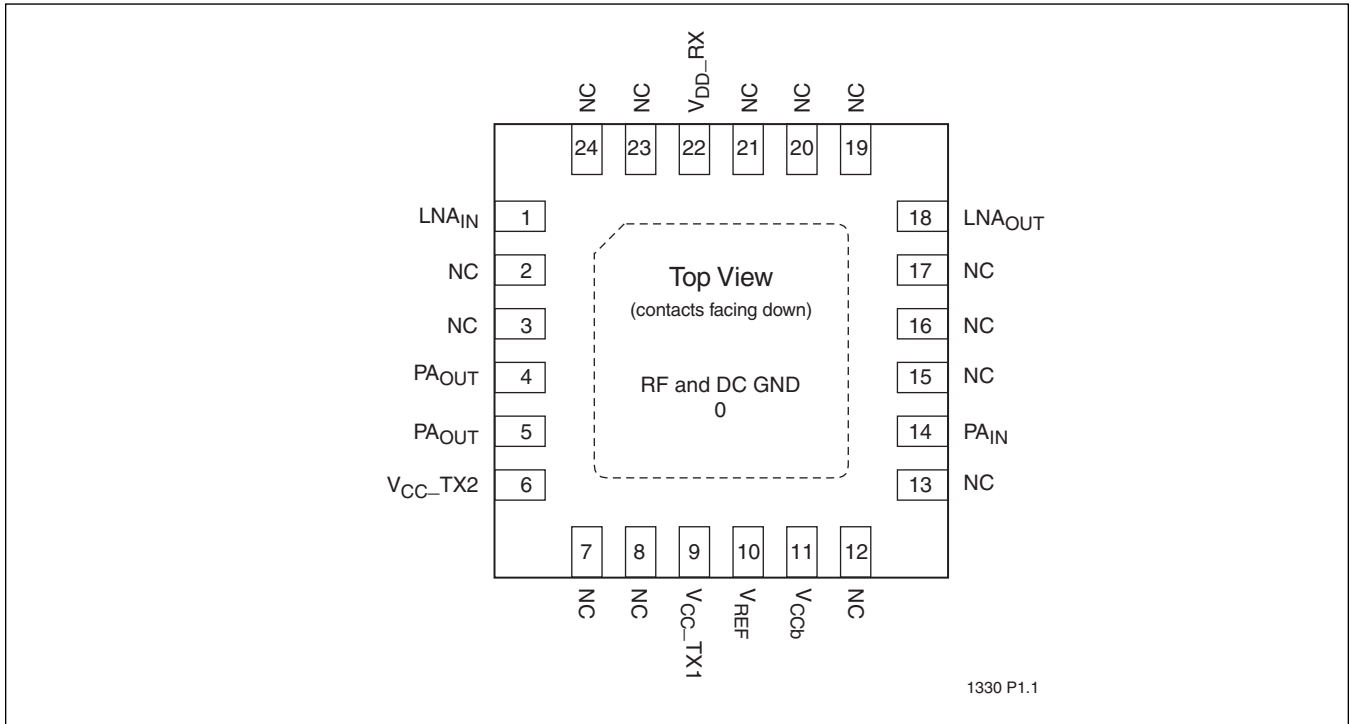 NC
NC
VDD_RX
NC
NC
NC
24
23
22
21
20
19
LNAIN
1
18
LNAOUT
NC
2
17
NC
NC
3
16
NC
PAOUT
4
15
NC
PAOUT
5
14
PAIN
VCC_TX2
6
13
NC
Top View
(contacts facing down)
RF and DC GND
0
7
8
9
10
11
12
NC
NC
VCC_TX1
VREF
VCCb
NC
1330 P1.1